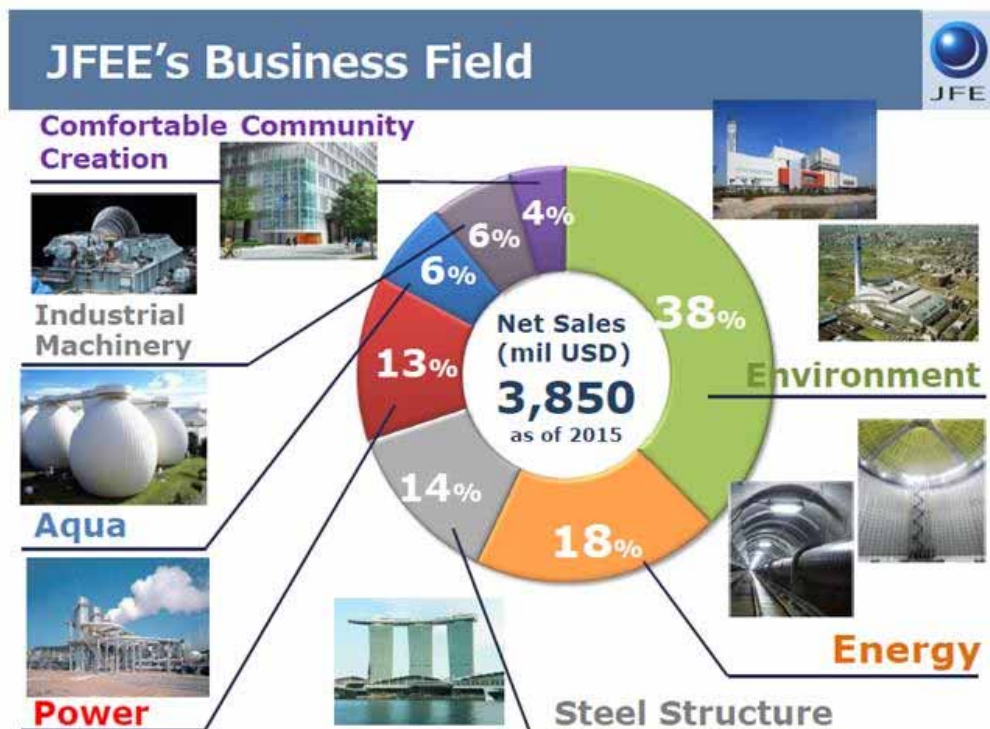 JFEE's Business Field
JFE
Comfortable Community
Creation
4%
6%
6%
38%
Industrial
Machinery
Net Sales
(mil USD)
3,850
as of 2015
13%
Environment
14%
Aqua
18%
Energy
Power
Steel Structure